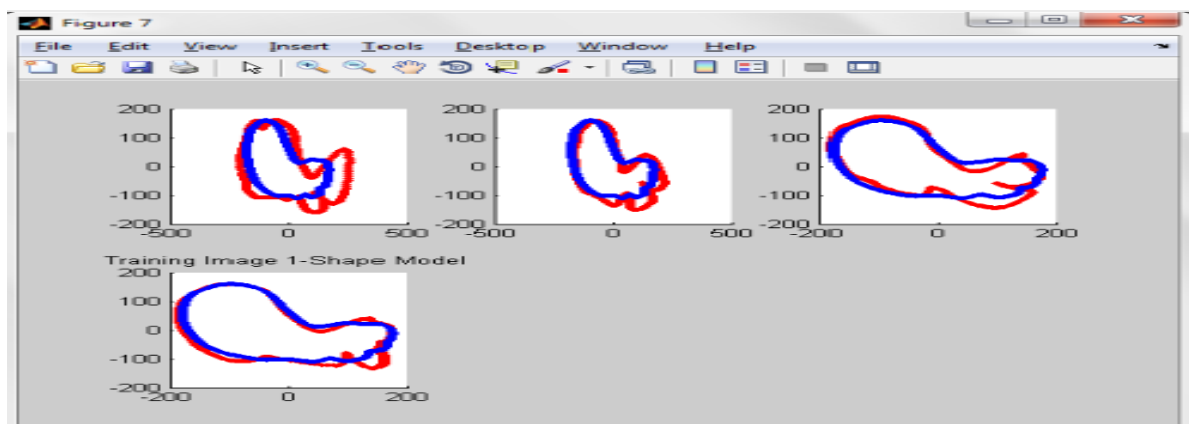 Figure 7
File Edit View Insert Tools Desktop Window Help
200 200 200
100 100 100
0 0 0
-100 -100 -100
-200 -200 -200
-500 0 500 -500 0 500 -200 0 200
Training Image 1-Shape Model
200
100
0
-100
-200
-200 0 200